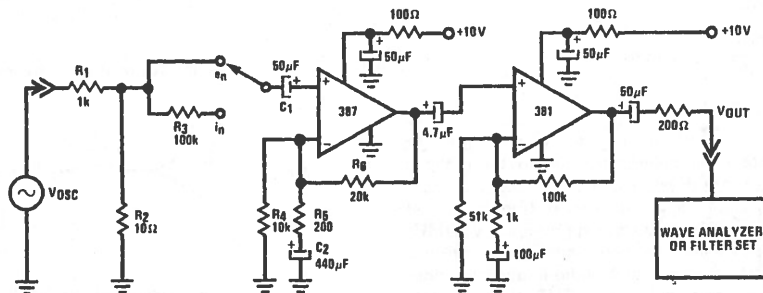 100Ω
+10V
50μF
100Ω
+10V
50μF
R1
1k
en
50μF
C1
R3
100k
in
387
4.7μF
381
50μF
200Ω
VOUT
VOSC
R2
10Ω
R4
10k
R5
200
R6
20k
C2
440μF
51k
1k
100k
100μF
WAVE ANALYZER
OR FILTER SET